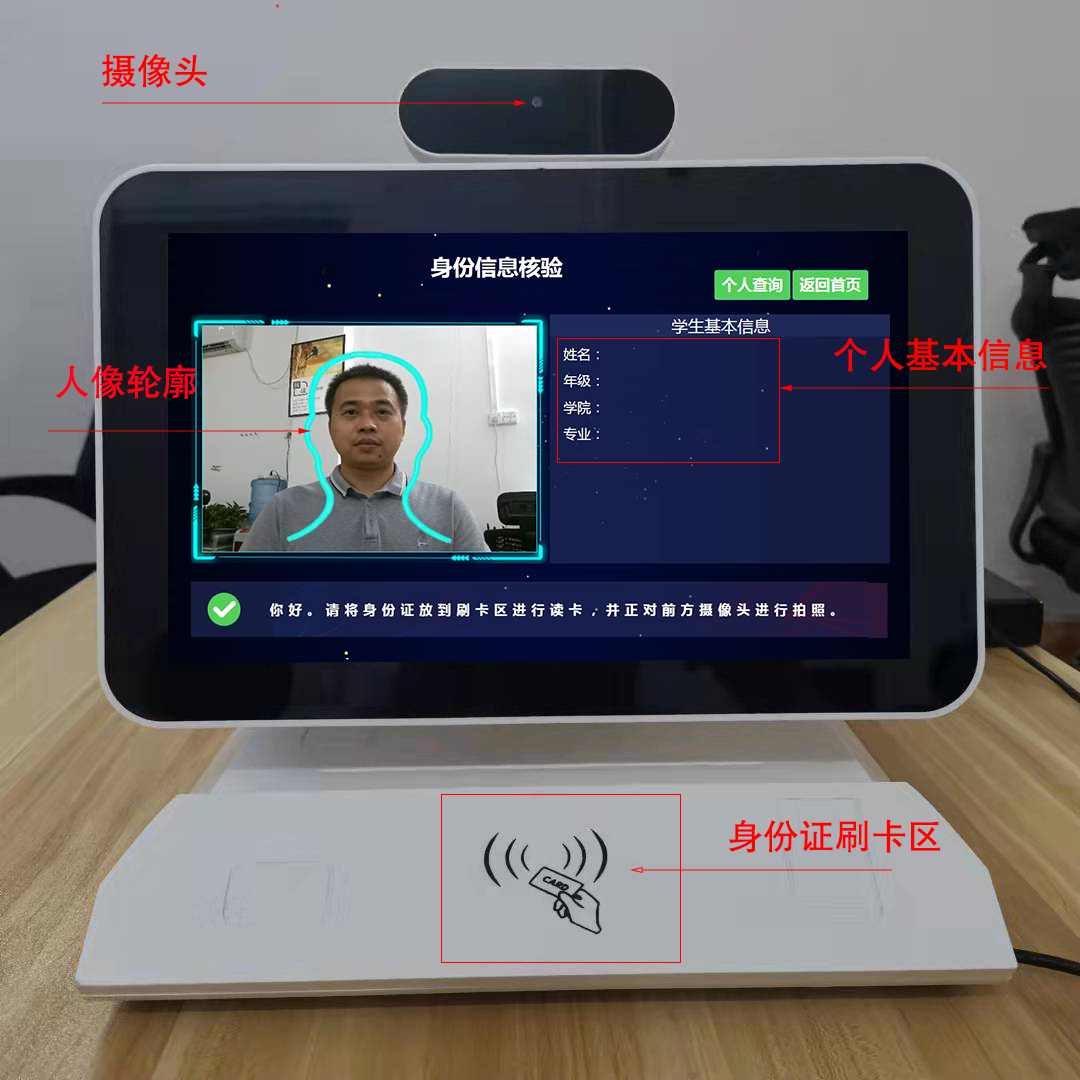 摄像头
身份信息核验
个人查询
返回首页
学生基本信息
姓名：
年级：
学院：
专业：
个人基本信息
人像轮廓
你好。请将身份证放到刷卡区进行读卡，并正对前方摄像头进行拍照。
身份证刷卡区
CARD